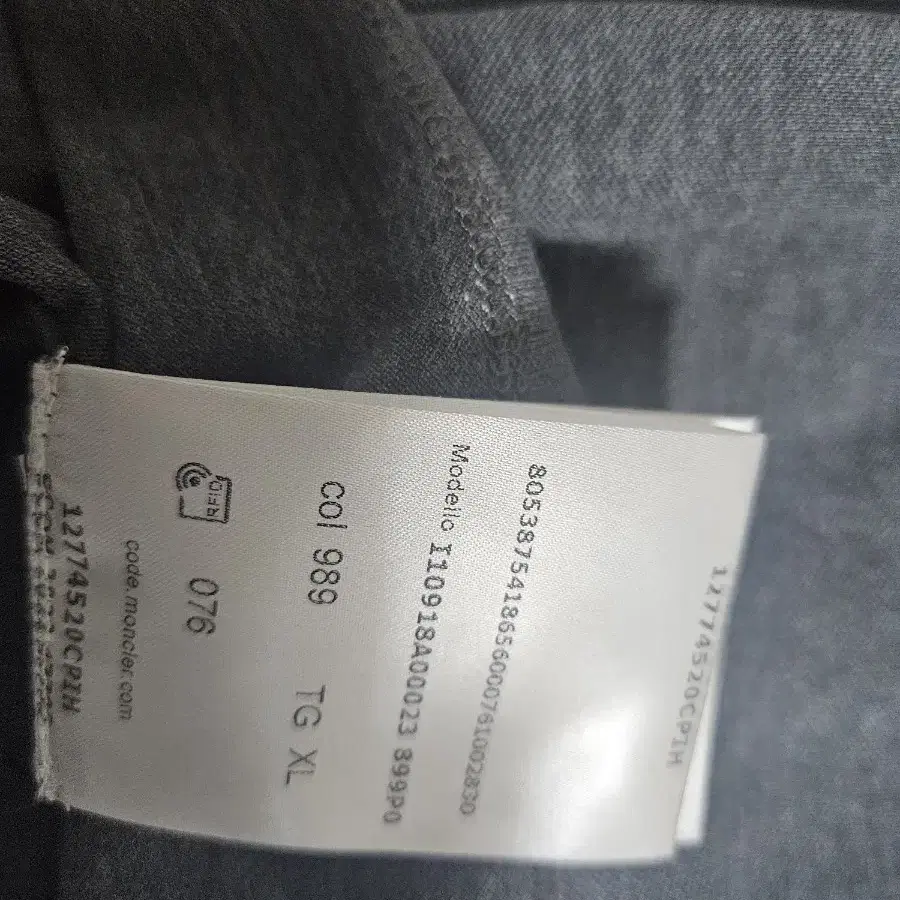 12774520CPIH
8053875418656000761002830
Modello I10918A00023 899P0
col 989 TG XL
076
code.moncler.com
12774520CPIH